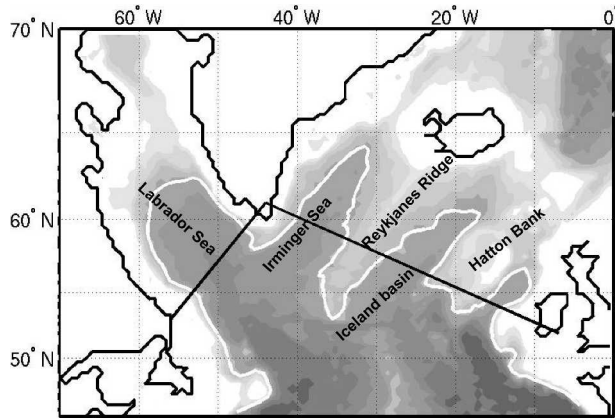 60° W
40° W
20° W
0
70° N
60° N
50° N
Labrador Sea
Irminger Sea
Reykjanes Ridge
Iceland basin
Hatton Bank